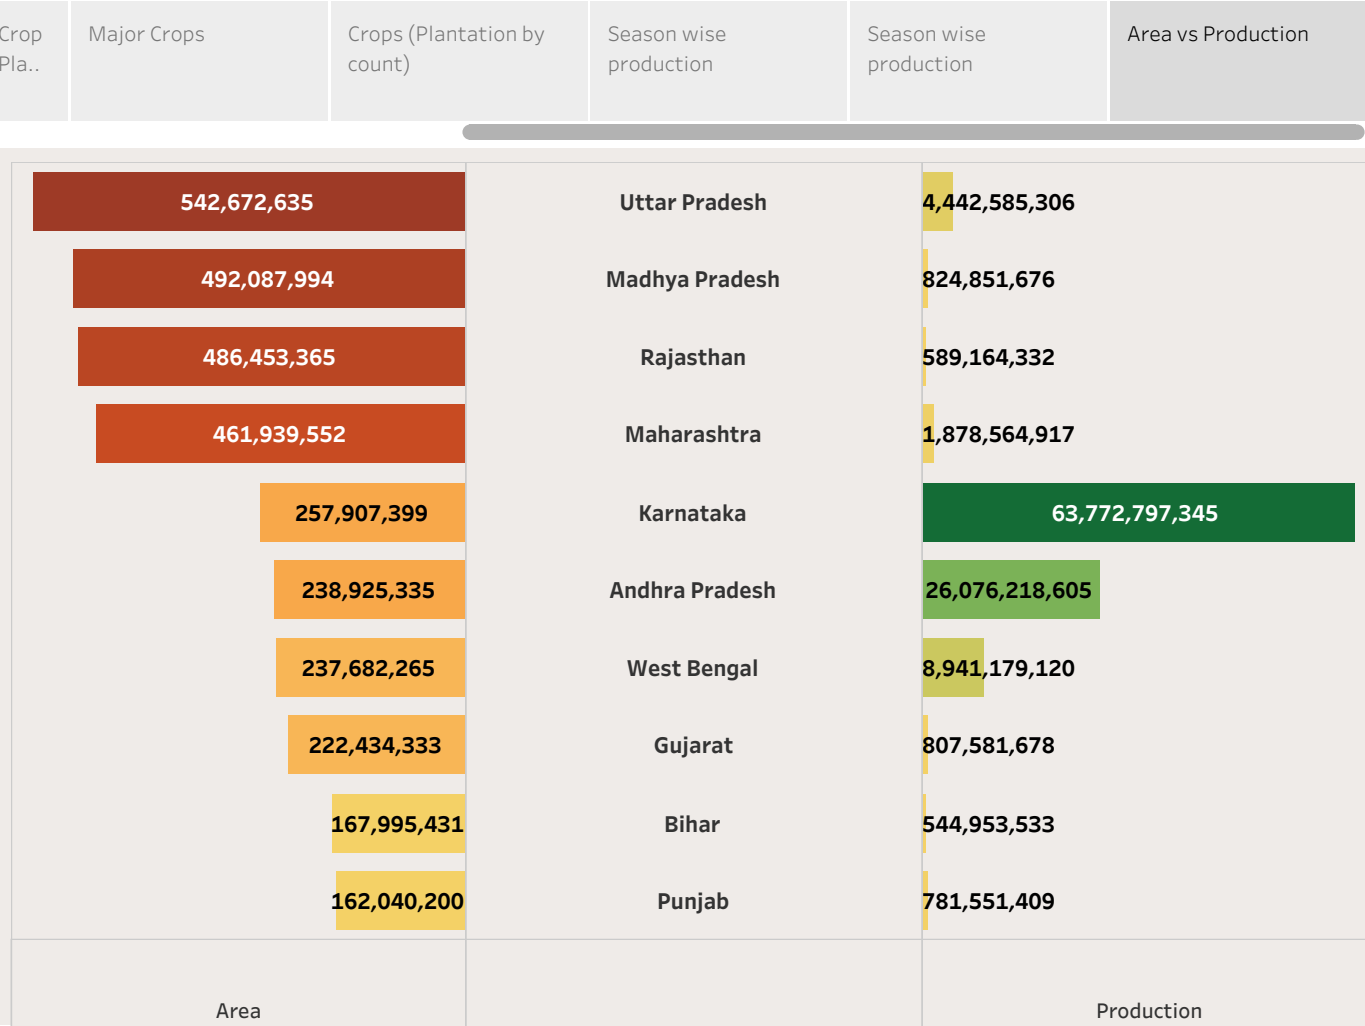 Crop
Pla..
Major Crops
Crops (Plantation by
count)
Season wise
production
Season wise
production
Area vs Production
542,672,635 Uttar Pradesh 4,442,585,306
492,087,994 Madhya Pradesh 824,851,676
486,453,365 Rajasthan 589,164,332
461,939,552 Maharashtra 1,878,564,917
257,907,399 Karnataka 63,772,797,345
238,925,335 Andhra Pradesh 26,076,218,605
237,682,265 West Bengal 8,941,179,120
222,434,333 Gujarat 807,581,678
167,995,431 Bihar 544,953,533
162,040,200 Punjab 781,551,409
Area Production